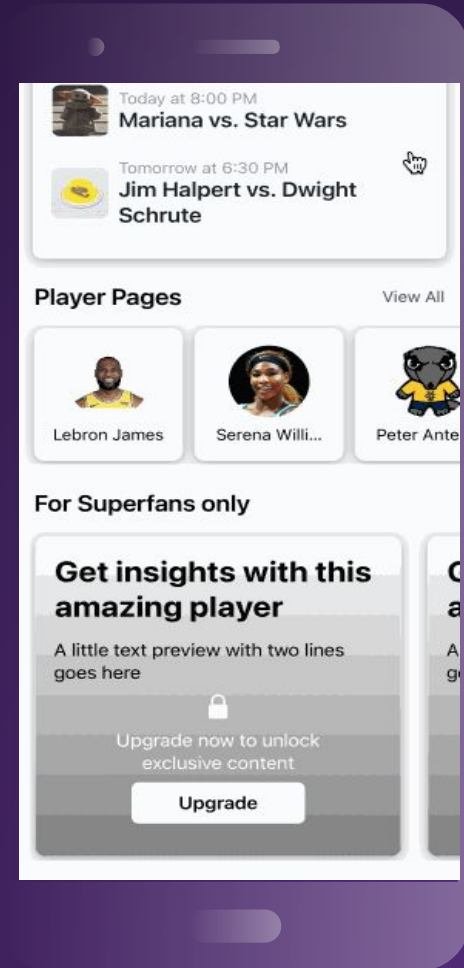 Today at 8:00 PM
Mariana vs. Star Wars
Tomorrow at 6:30 PM
Jim Halpert vs. Dwight
Schrute
Player Pages
View All
Lebron James
Serena Willi...
Peter Ante
For Superfans only
Get insights with this
amazing player
A little text preview with two lines
goes here
Upgrade now to unlock
exclusive content
Upgrade